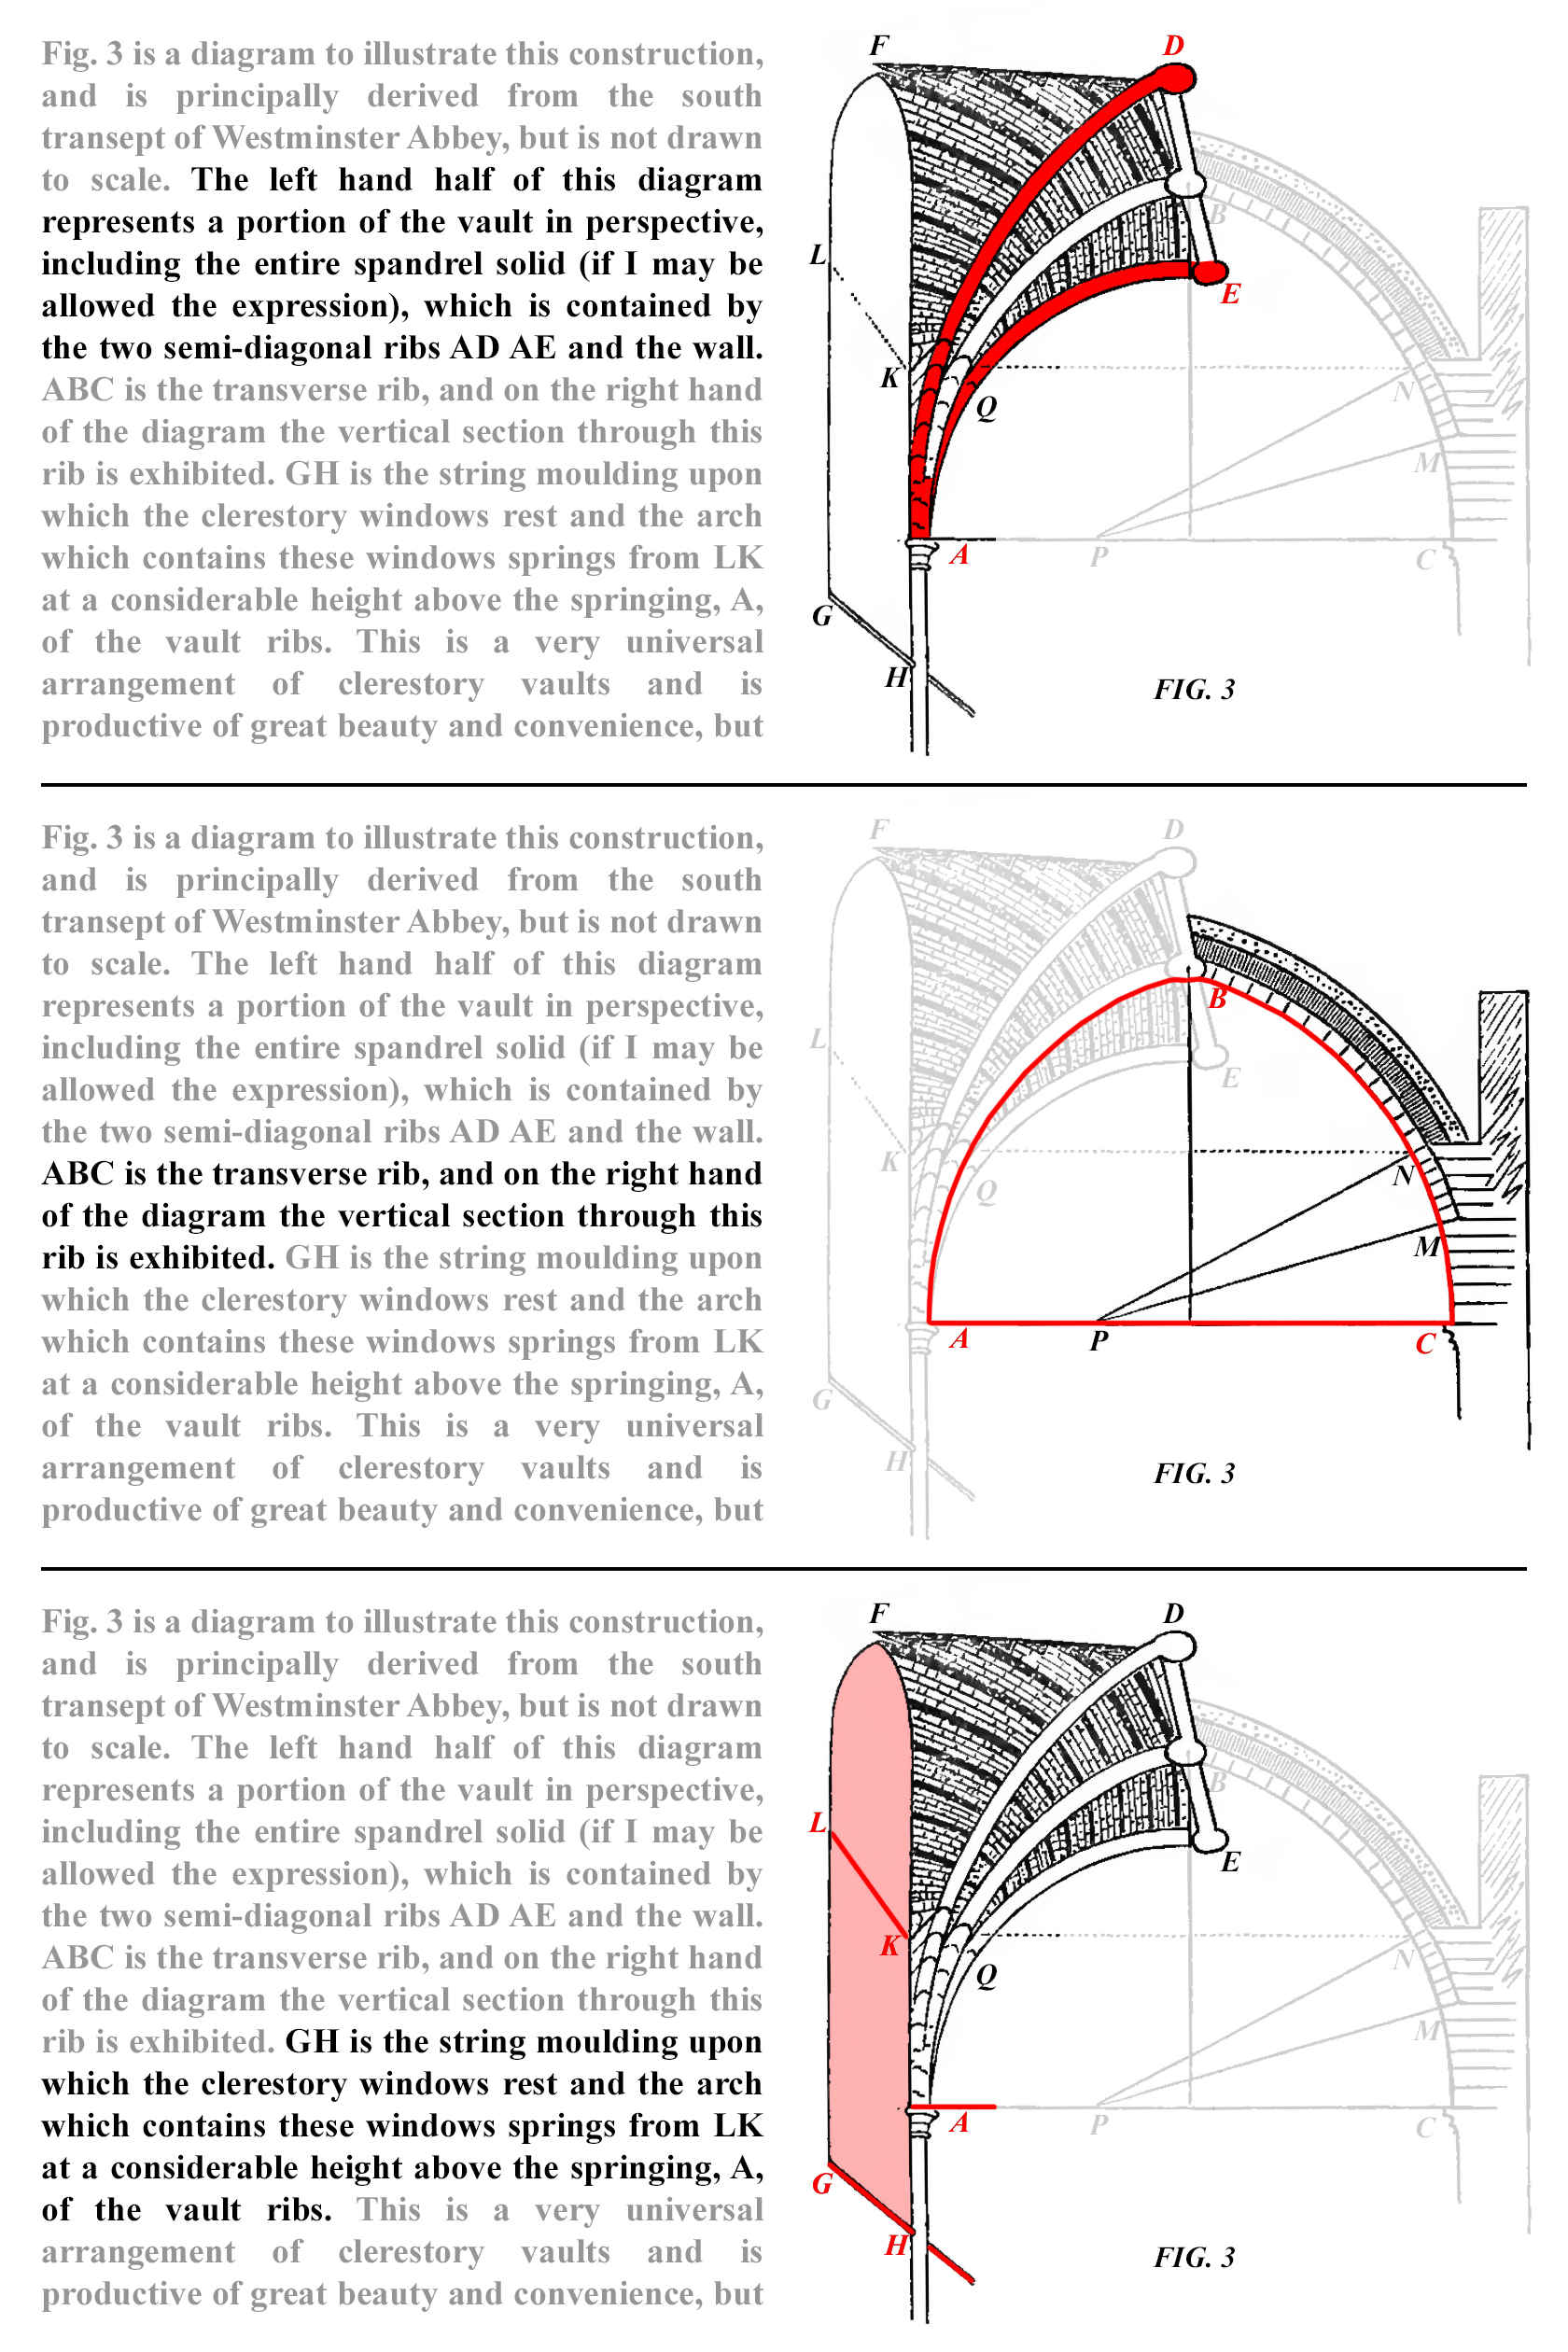 Fig. 3 is a diagram to illustrate this construction,
and is principally derived from the south
transept of Westminster Abbey, but is not drawn
to scale. The left hand half of this diagram
represents a portion of the vault in perspective,
including the entire spandrel solid (if I may be
allowed the expression), which is contained by
the two semi-diagonal ribs AD AE and the wall.
ABC is the transverse rib, and on the right hand
of the diagram the vertical section through this
rib is exhibited. GH is the string moulding upon
which the clerestory windows rest and the arch
which contains these windows springs from LK
at a considerable height above the springing, A,
of the vault ribs. This is a very universal
arrangement of clerestory vaults and is
productive of great beauty and convenience, but
F
D
B
L
E
K
N
Q
M
A
P
C
G
H
FIG. 3
Fig. 3 is a diagram to illustrate this construction,
and is principally derived from the south
transept of Westminster Abbey, but is not drawn
to scale. The left hand half of this diagram
represents a portion of the vault in perspective,
including the entire spandrel solid (if I may be
allowed the expression), which is contained by
the two semi-diagonal ribs AD AE and the wall.
ABC is the transverse rib, and on the right hand
of the diagram the vertical section through this
rib is exhibited. GH is the string moulding upon
which the clerestory windows rest and the arch
which contains these windows springs from LK
at a considerable height above the springing, A,
of the vault ribs. This is a very universal
arrangement of clerestory vaults and is
productive of great beauty and convenience, but
F
D
B
L
E
K
N
Q
M
A
P
C
G
H
FIG. 3
Fig. 3 is a diagram to illustrate this construction,
and is principally derived from the south
transept of Westminster Abbey, but is not drawn
to scale. The left hand half of this diagram
represents a portion of the vault in perspective,
including the entire spandrel solid (if I may be
allowed the expression), which is contained by
the two semi-diagonal ribs AD AE and the wall.
ABC is the transverse rib, and on the right hand
of the diagram the vertical section through this
rib is exhibited. GH is the string moulding upon
which the clerestory windows rest and the arch
which contains these windows springs from LK
at a considerable height above the springing, A,
of the vault ribs. This is a very universal
arrangement of clerestory vaults and is
productive of great beauty and convenience, but
F
D
B
L
E
K
N
Q
M
A
P
C
G
H
FIG. 3